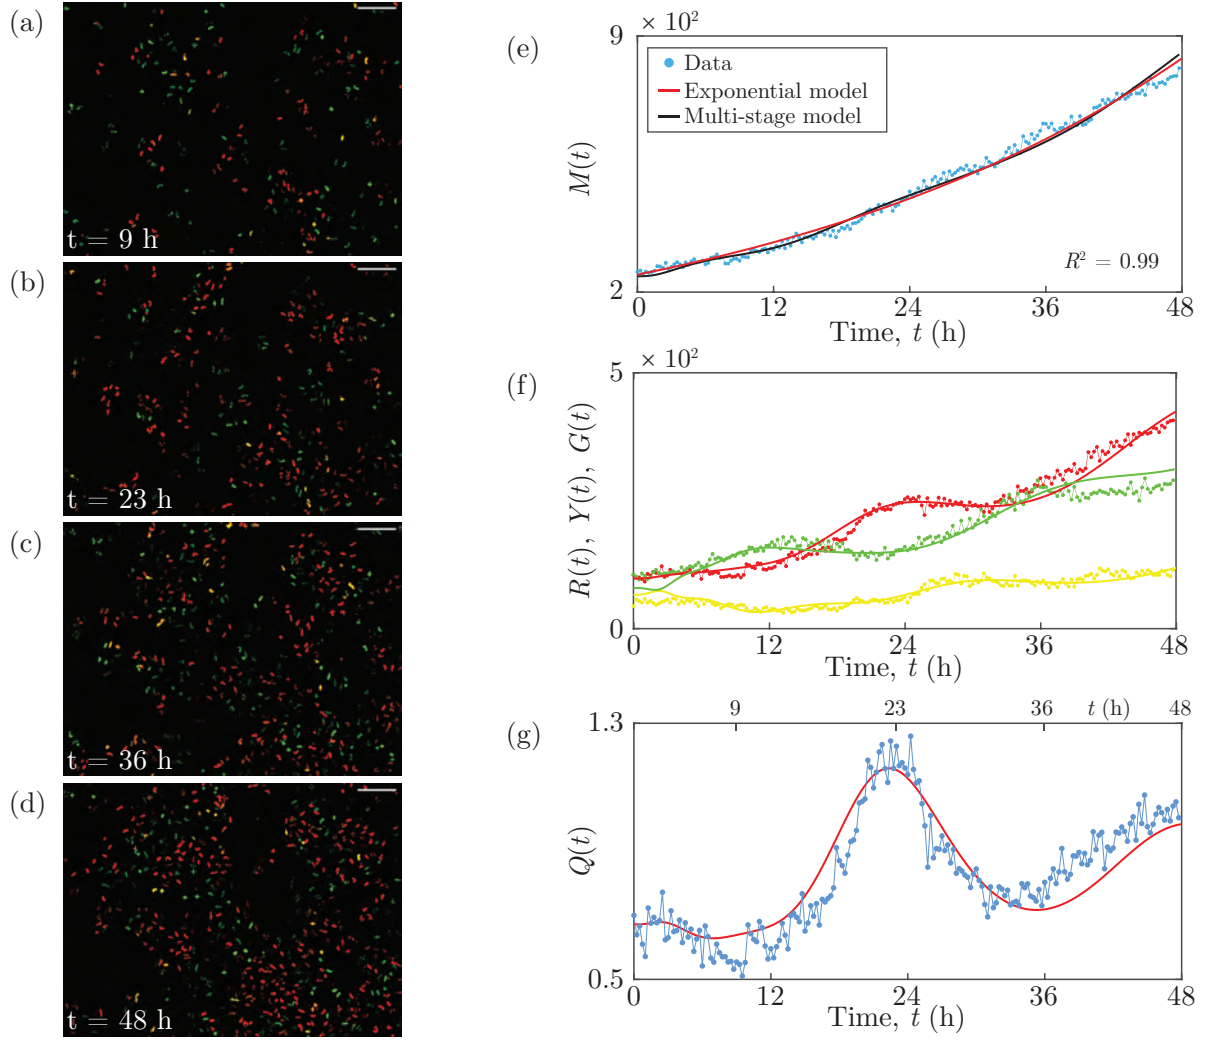 (a)
t = 9 h
(b)
t = 23 h
(c)
t = 36 h
(d)
t = 48 h
(e)
× 10²
9
2
M(t)
Data
Exponential model
Multi-stage model
R² = 0.99
0 12 24 36 48
Time, t (h)
(f)
× 10²
5
0
R(t), Y(t), G(t)
0 12 24 36 48
Time, t (h)
(g)
9 23 36 t (h) 48
1.3
0.5
Q(t)
0 12 24 36 48
Time, t (h)